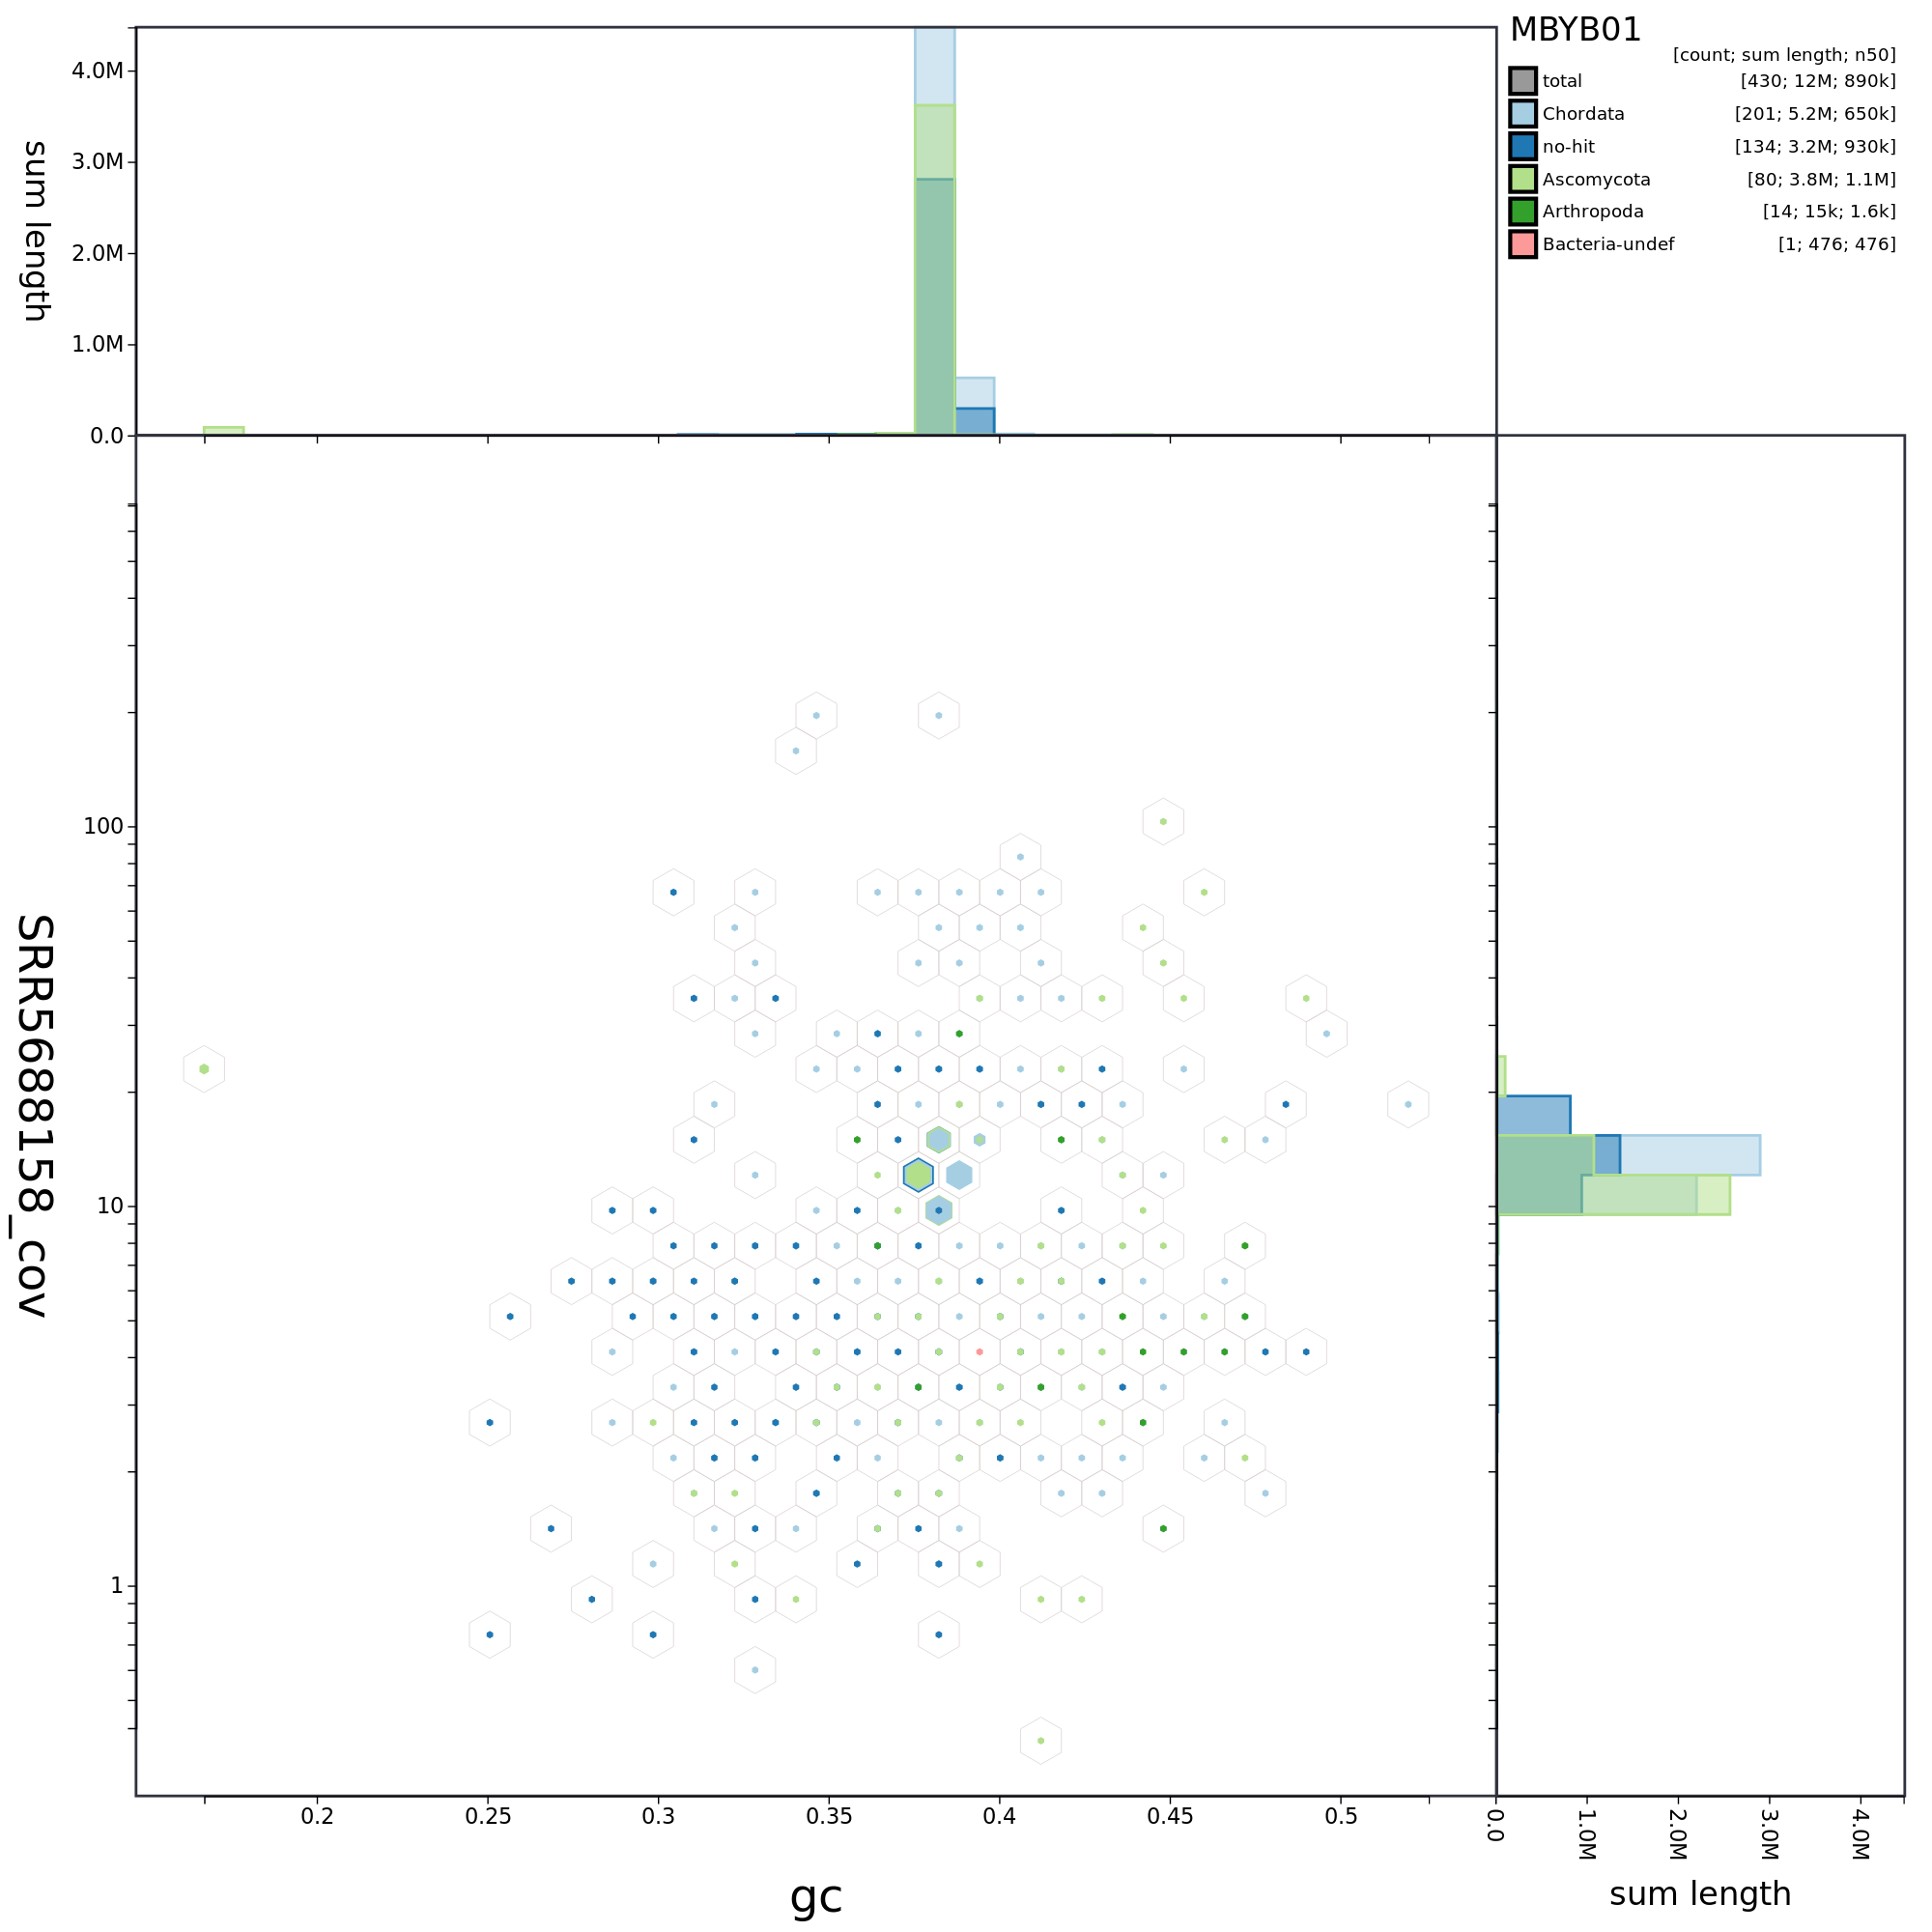 MBYB01
[count; sum length; n50]
total [430; 12M; 890k]
Chordata [201; 5.2M; 650k]
no-hit [134; 3.2M; 930k]
Ascomycota [80; 3.8M; 1.1M]
Arthropoda [14; 15k; 1.6k]
Bacteria-undef [1; 476; 476]
sum length
4.0M
3.0M
2.0M
1.0M
0.0
SRR5688158_cov
100
10
1
0.2 0.25 0.3 0.35 0.4 0.45 0.5
gc
0.0 1.0M 2.0M 3.0M 4.0M
sum length